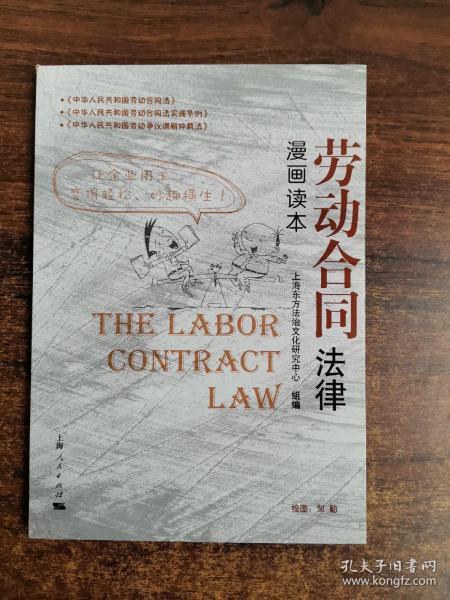 •《中华人民共和国劳动合同法》
•《中华人民共和国劳动合同法实施条例》
•《中华人民共和国劳动争议调解仲裁法》
劳动合同法律
漫画读本
让企业用工
变得轻松、妙趣横生！
上海东方法治文化研究中心 组编
THE LABOR
CONTRACT
LAW
上海人民出版社
绘图：邹勤
孔夫子旧书网
www.kongfz.com